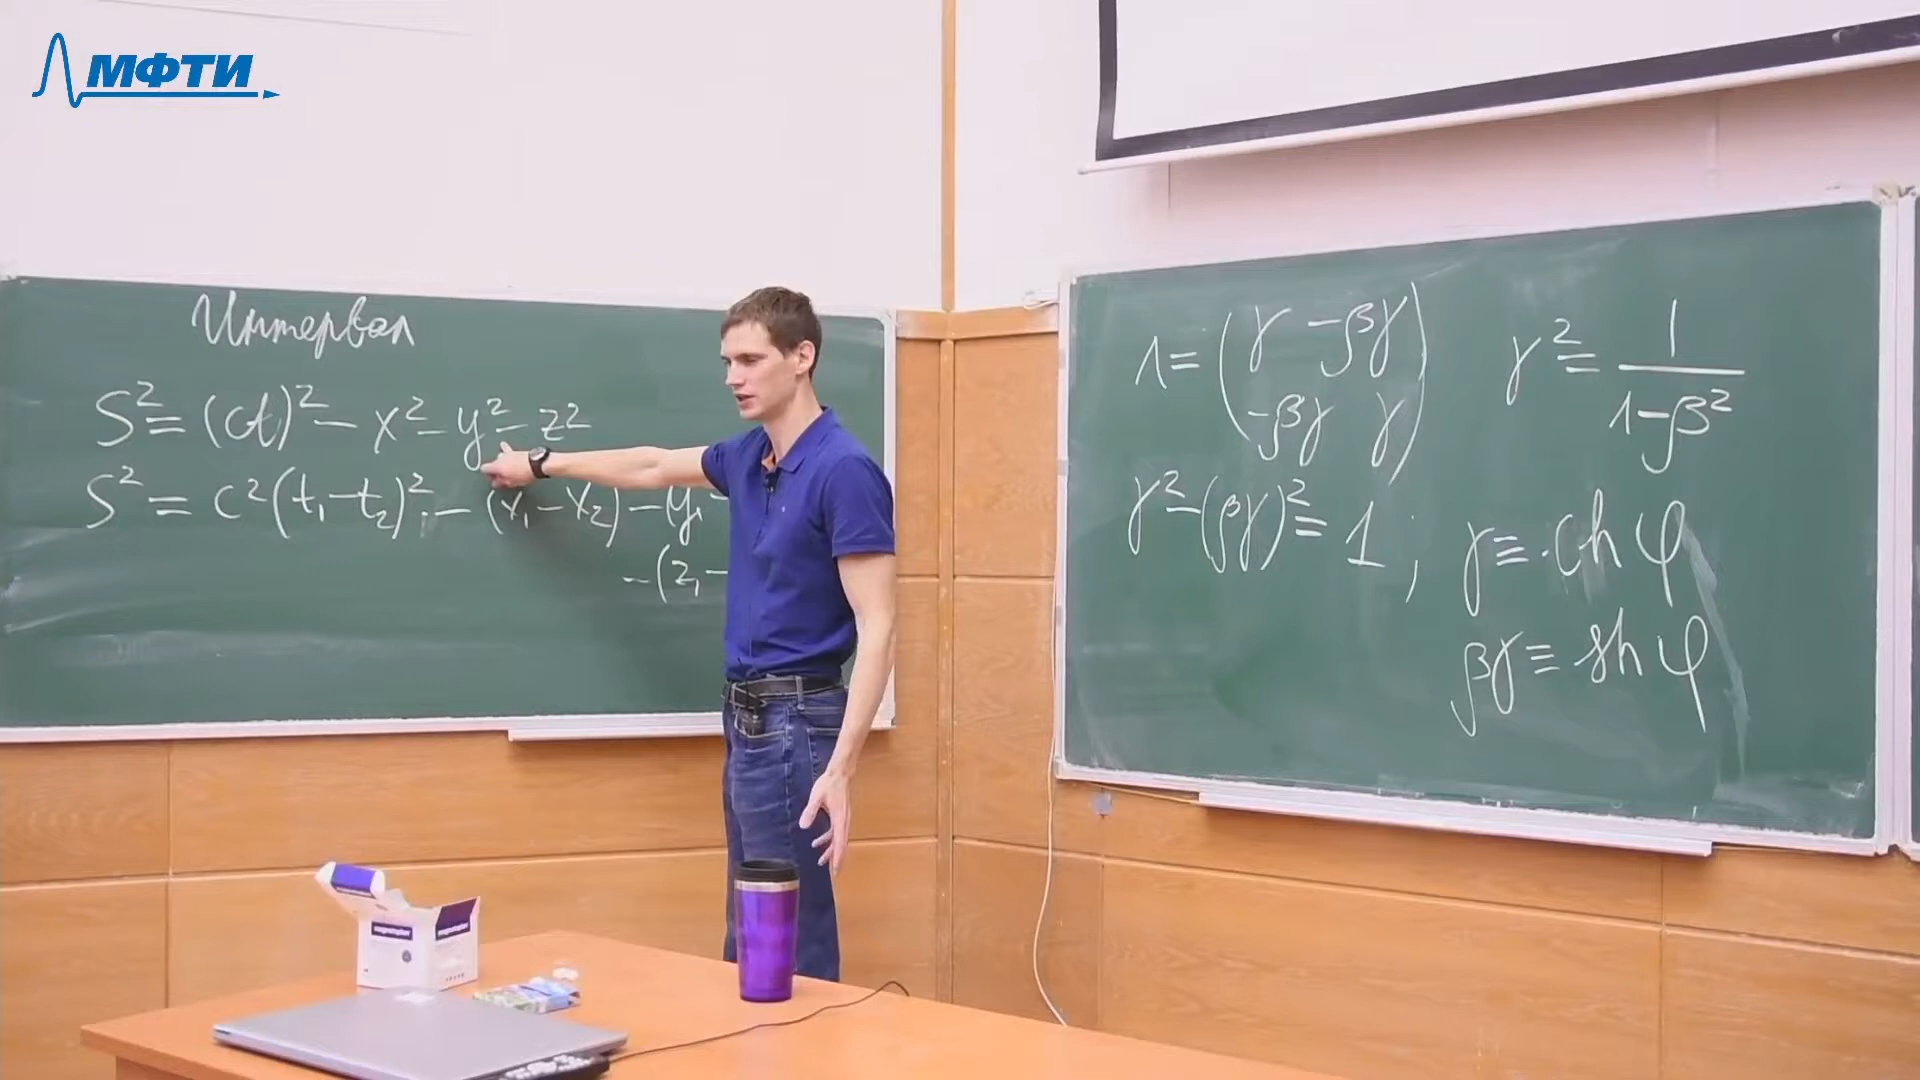 МФТИ
Интервал
S² = (ct)² - x² - y² - z²
S² = c²(t₁-t₂)² - (x₁-x₂) - (y₁-
-(z₁-
Λ = (γ -βγ
-βγ γ)
γ² = 1/(1-β²)
γ² - (βγ)² = 1; γ ≡ ch φ
βγ ≡ sh φ